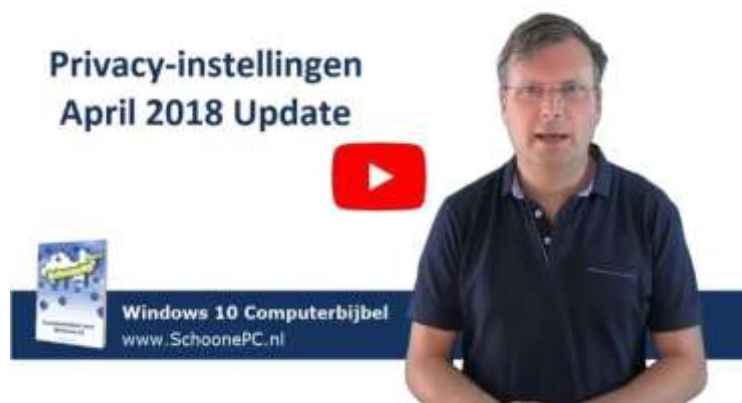 Privacy-instellingen
April 2018 Update
Windows 10 Computerbijbel
www.SchoonePC.nl